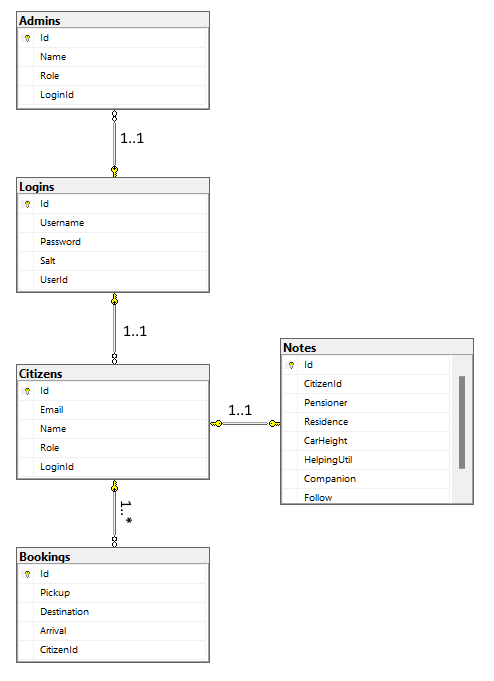 Admins
Id
Name
Role
LoginId
1..1
Logins
Id
Username
Password
Salt
UserId
1..1
Citizens
Id
Email
Name
Role
LoginId
1..1
Notes
Id
CitizenId
Pensioner
Residence
CarHeight
HelpingUtil
Companion
Follow
1..*
Bookings
Id
Pickup
Destination
Arrival
CitizenId